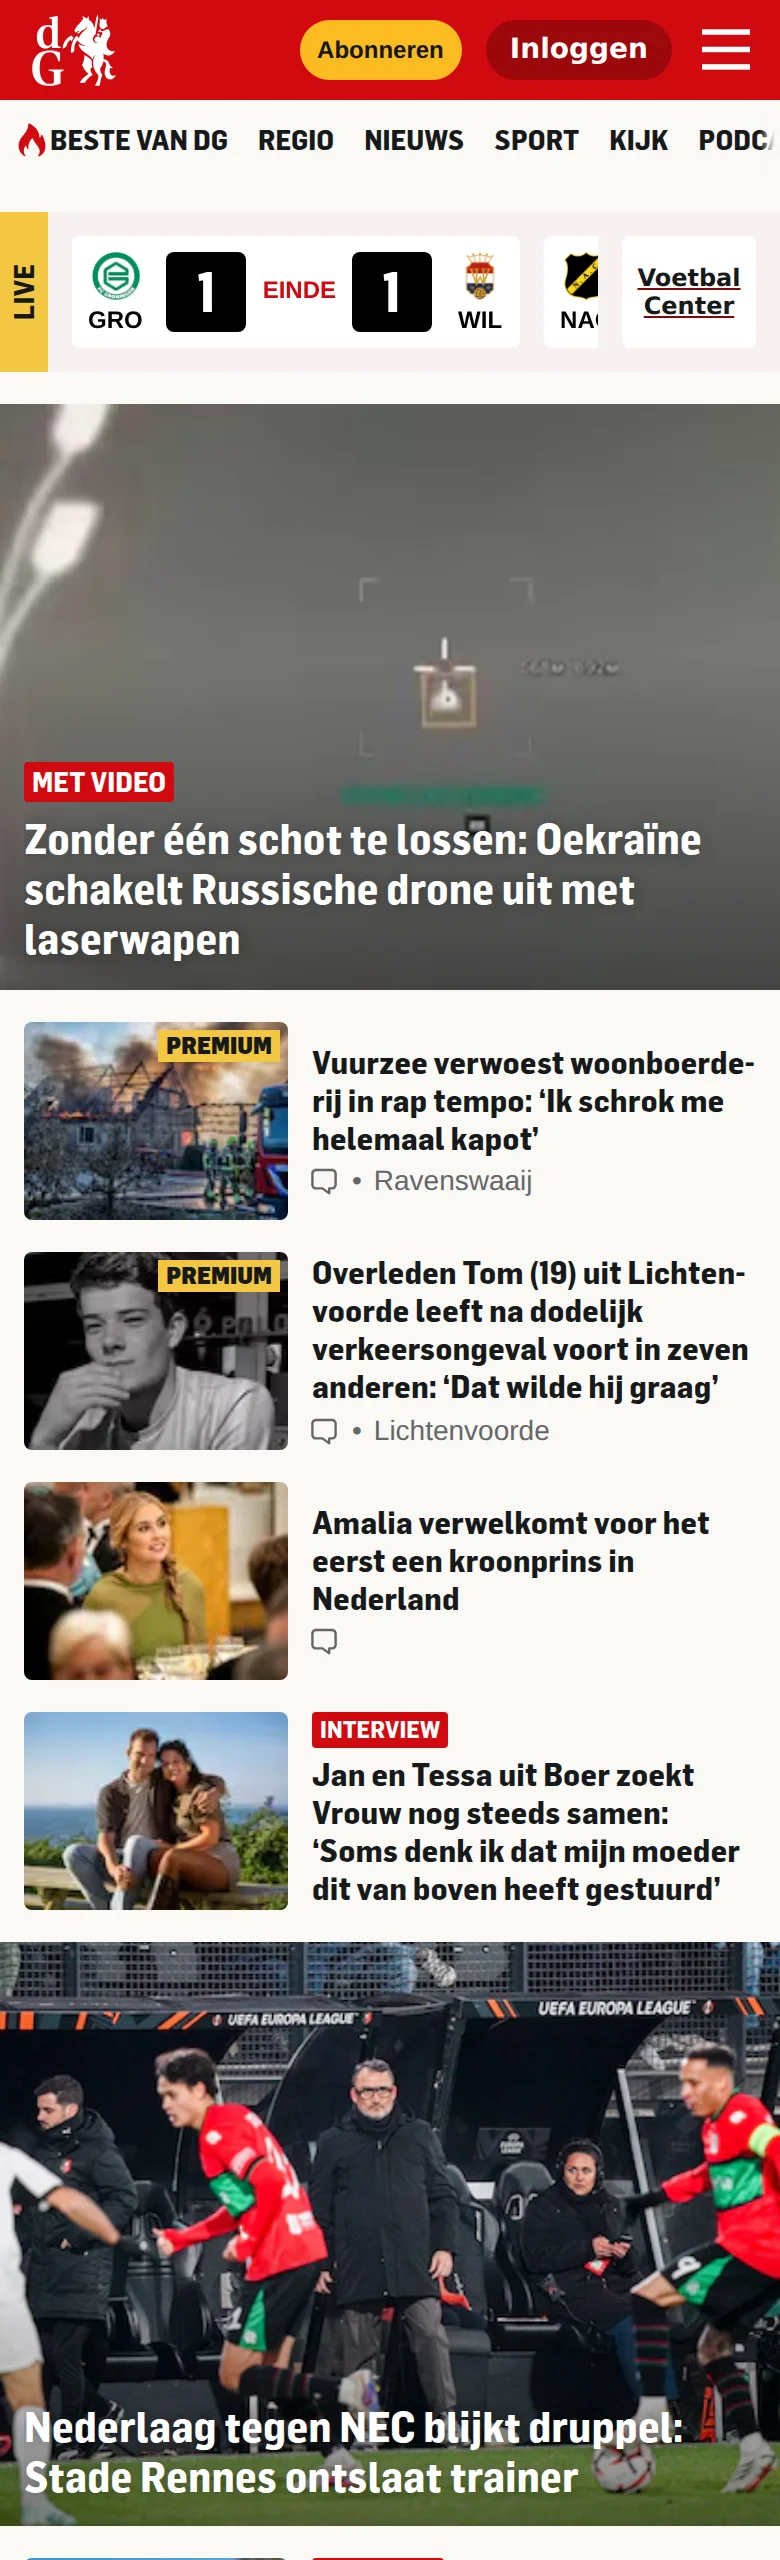 dG
Abonneren
Inloggen
BESTE VAN DG REGIO NIEUWS SPORT KIJK PODCA
LIVE
GRO
1
EINDE
1
WIL
NAC
Voetbal
Center
MET VIDEO
Zonder één schot te lossen: Oekraïne
schakelt Russische drone uit met
laserwapen
PREMIUM
Vuurzee verwoest woonboerde-
rij in rap tempo: ‘Ik schrok me
helemaal kapot’
• Ravenswaaij
PREMIUM
Overleden Tom (19) uit Lichten-
voorde leeft na dodelijk
verkeersongeval voort in zeven
anderen: ‘Dat wilde hij graag’
• Lichtenvoorde
Amalia verwelkomt voor het
eerst een kroonprins in
Nederland
INTERVIEW
Jan en Tessa uit Boer zoekt
Vrouw nog steeds samen:
‘Soms denk ik dat mijn moeder
dit van boven heeft gestuurd’
UEFA EUROPA LEAGUE
UEFA EUROPA LEAGUE
Nederlaag tegen NEC blijkt druppel:
Stade Rennes ontslaat trainer